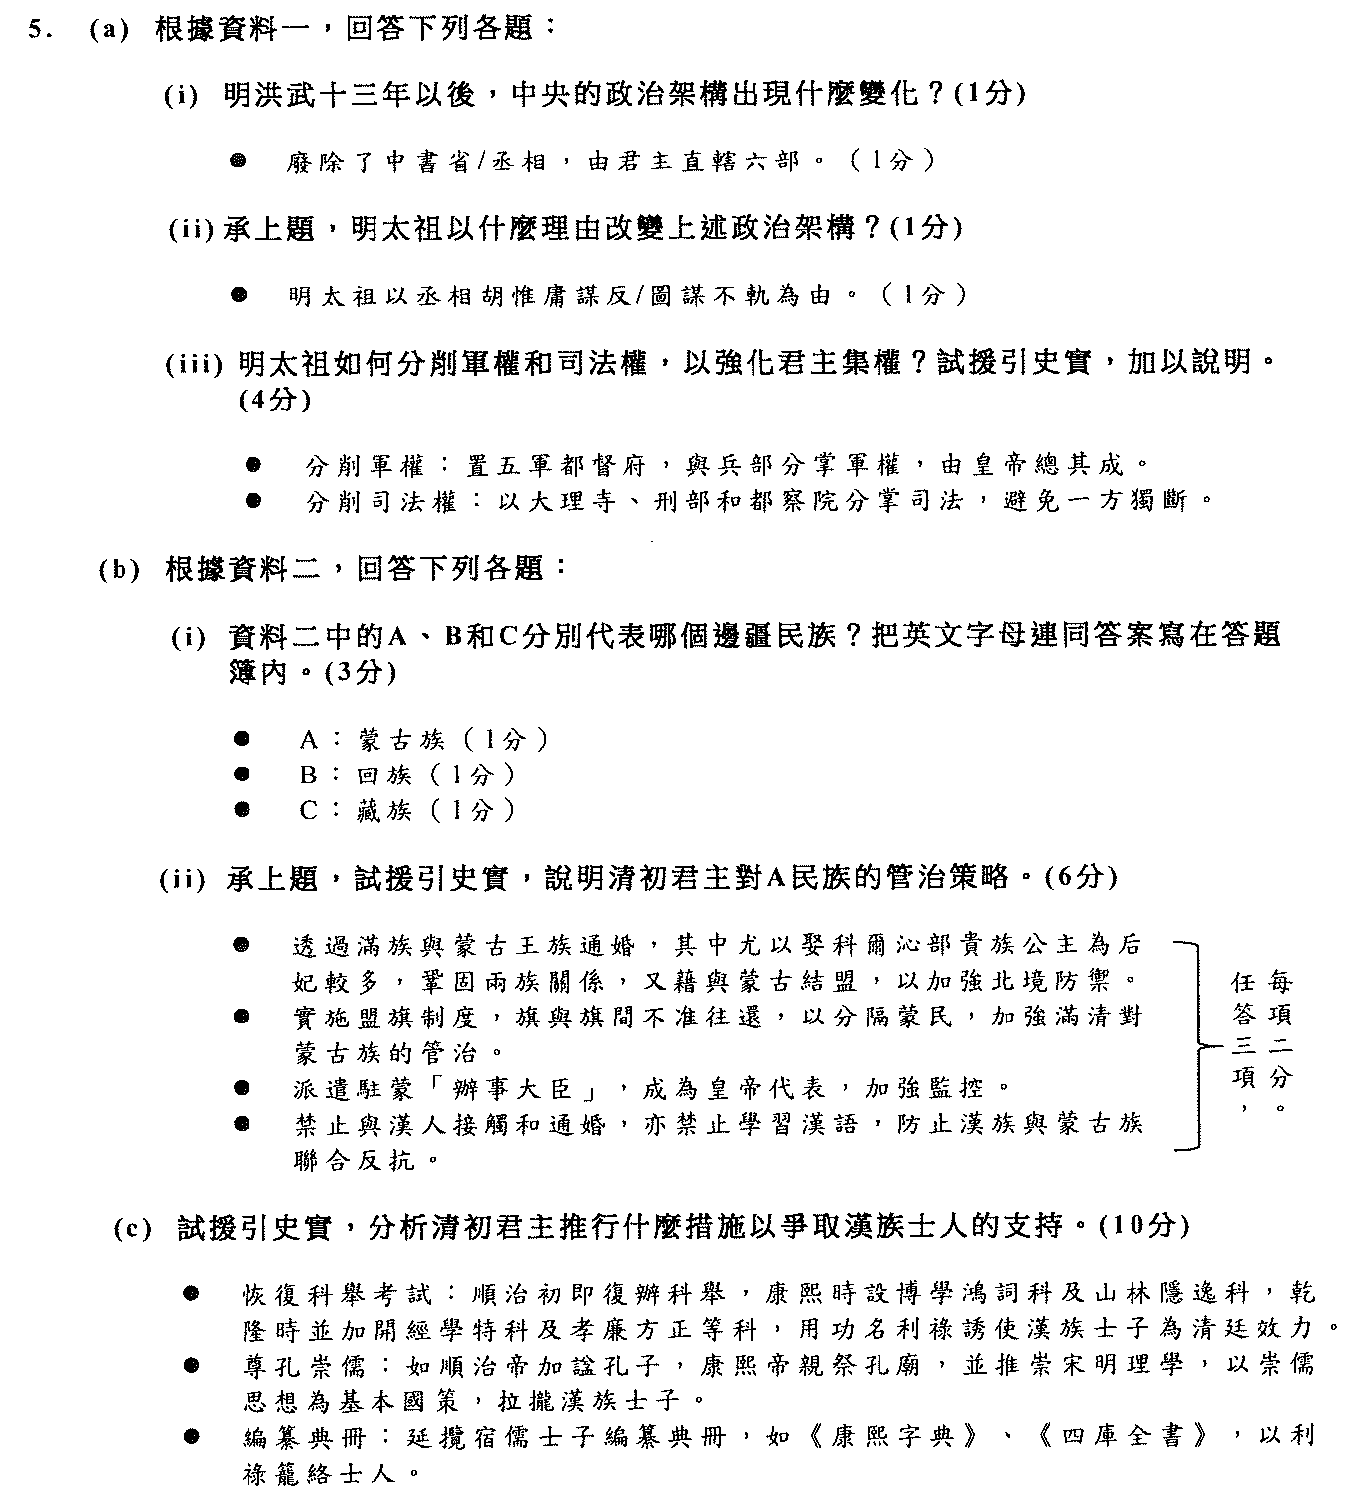 5. (a) 根據資料一，回答下列各題：
(i) 明洪武十三年以後，中央的政治架構出現什麼變化？(1分)
● 廢除了中書省/丞相，由君主直轄六部。（1分）
(ii) 承上題，明太祖以什麼理由改變上述政治架構？(1分)
● 明太祖以丞相胡惟庸謀反/圖謀不軌為由。（1分）
(iii) 明太祖如何分削軍權和司法權，以強化君主集權？試援引史實，加以說明。
(4分)
● 分削軍權：置五軍都督府，與兵部分掌軍權，由皇帝總其成。
● 分削司法權：以大理寺、刑部和都察院分掌司法，避免一方獨斷。
(b) 根據資料二，回答下列各題：
(i) 資料二中的A、B和C分別代表哪個邊疆民族？把英文字母連同答案寫在答題
簿內。(3分)
● A：蒙古族（1分）
● B：回族（1分）
● C：藏族（1分）
(ii) 承上題，試援引史實，說明清初君主對A民族的管治策略。(6分)
● 透過滿族與蒙古王族通婚，其中尤以娶科爾沁部貴族公主為后
妃較多，鞏固兩族關係，又藉與蒙古結盟，以加強北境防禦。
● 實施盟旗制度，旗與旗間不准往還，以分隔蒙民，加強滿清對
蒙古族的管治。
● 派遣駐蒙「辦事大臣」，成為皇帝代表，加強監控。
● 禁止與漢人接觸和通婚，亦禁止學習漢語，防止漢族與蒙古族
聯合反抗。
每項二分。
任答三項，
(c) 試援引史實，分析清初君主推行什麼措施以爭取漢族士人的支持。(10分)
● 恢復科舉考試：順治初即復辦科舉，康熙時設博學鴻詞科及山林隱逸科，乾
隆時並加開經學特科及孝廉方正等科，用功名利祿誘使漢族士子為清廷效力。
● 尊孔崇儒：如順治帝加諡孔子，康熙帝親祭孔廟，並推崇宋明理學，以崇儒
思想為基本國策，拉攏漢族士子。
● 編纂典冊：延攬宿儒士子編纂典冊，如《康熙字典》、《四庫全書》，以利
祿籠絡士人。